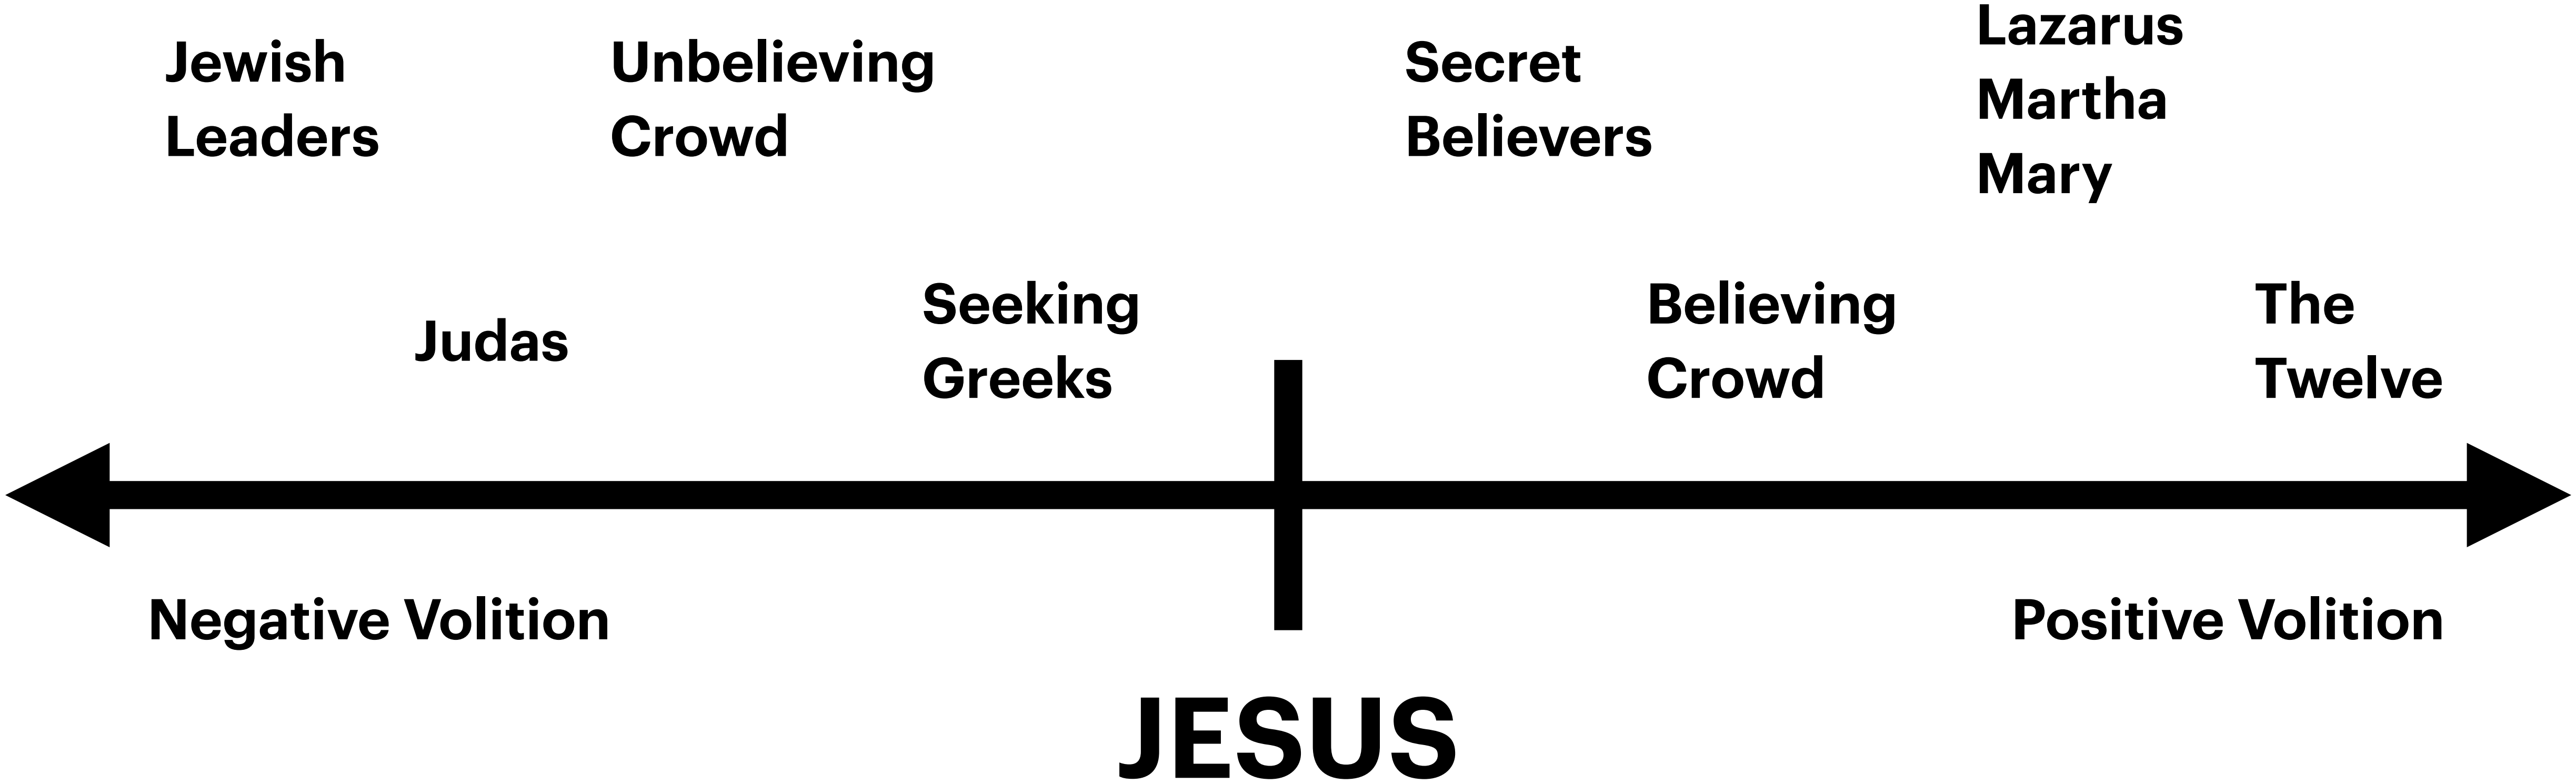 Jewish
Leaders
Unbelieving
Crowd
Secret
Believers
Lazarus
Martha
Mary
Judas
Seeking
Greeks
Believing
Crowd
The
Twelve
Negative Volition
Positive Volition
JESUS